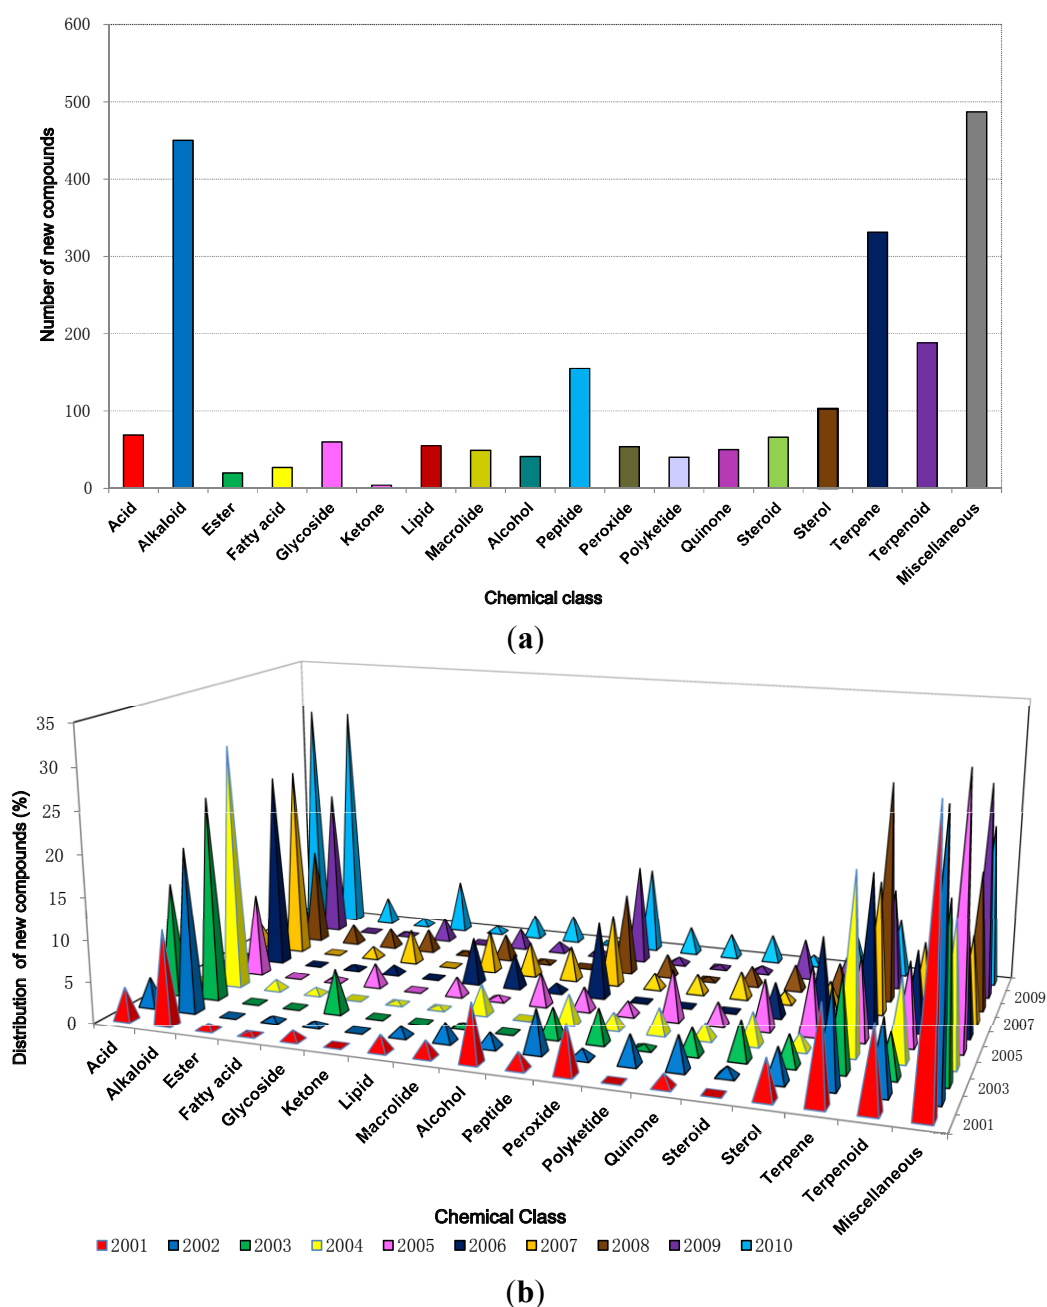 600
500
400
300
200
100
0
Number of new compounds
Acid
Alkaloid
Ester
Fatty acid
Glycoside
Ketone
Lipid
Macrolide
Alcohol
Peptide
Peroxide
Polyketide
Quinone
Steroid
Sterol
Terpene
Terpenoid
Miscellaneous
Chemical class
(a)
35
30
25
20
15
10
5
0
Distribution of new compounds (%)
Acid
Alkaloid
Ester
Fatty acid
Glycoside
Ketone
Lipid
Macrolide
Alcohol
Peptide
Peroxide
Polyketide
Quinone
Steroid
Sterol
Terpene
Terpenoid
Miscellaneous
2009
2007
2005
2003
2001
Chemical Class
2001 2002 2003 2004 2005 2006 2007 2008 2009 2010
(b)